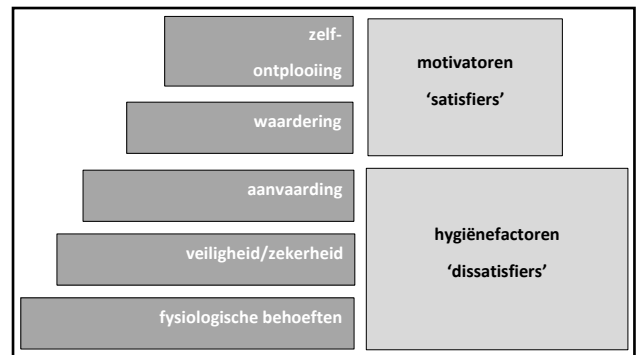 zelf-
ontplooiing
waardering
aanvaarding
veiligheid/zekerheid
fysiologische behoeften
motivatoren
‘satisfiers’
hygiënefactoren
‘dissatisfiers’